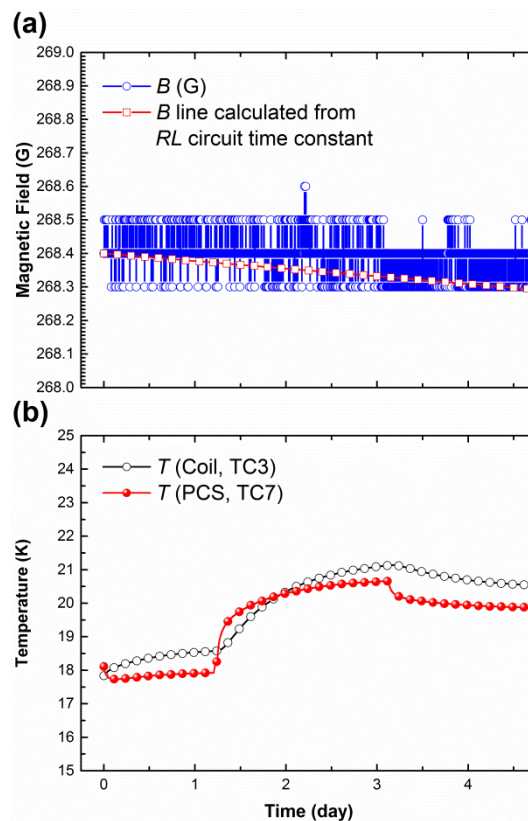 (a)
269.0
268.9
268.8
268.7
268.6
268.5
268.4
268.3
268.2
268.1
268.0
Magnetic Field (G)
B (G)
B line calculated from
RL circuit time constant
(b)
25
24
23
22
21
20
19
18
17
16
15
Temperature (K)
T (Coil, TC3)
T (PCS, TC7)
0
1
2
3
4
Time (day)